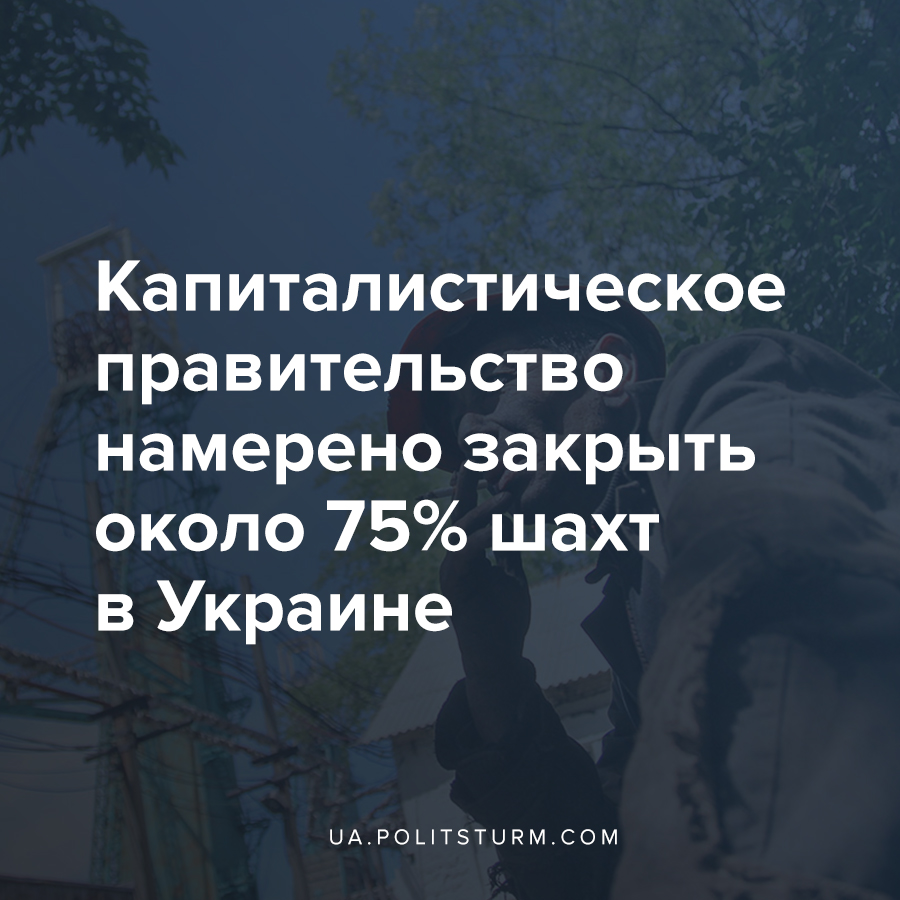 Капиталистическое
правительство
намерено закрыть
около 75% шахт
в Украине
UA.POLITSTURM.COM